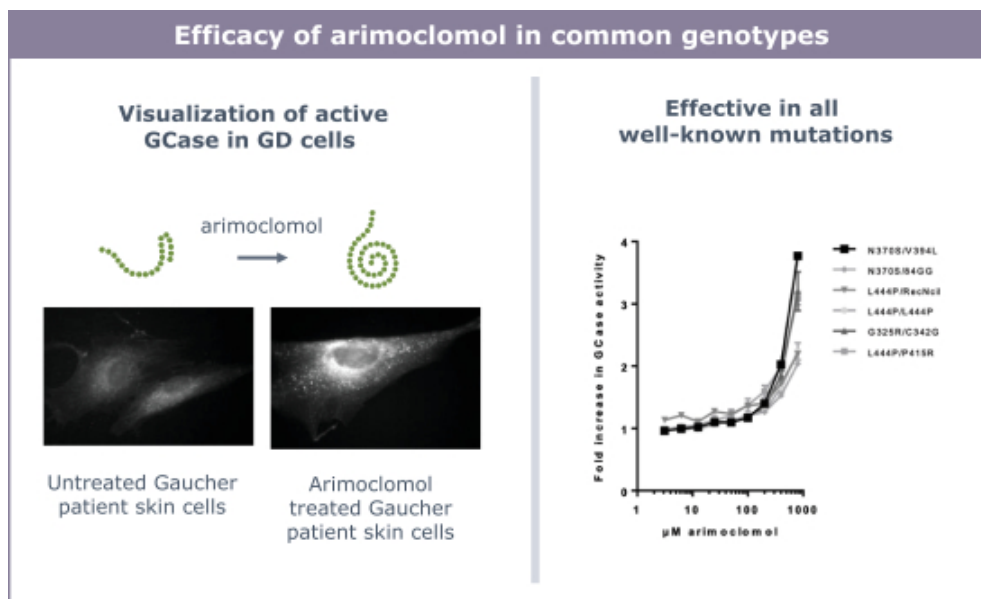 Efficacy of arimoclomol in common genotypes
Visualization of active
GCase in GD cells
arimoclomol
Untreated Gaucher
patient skin cells
Arimoclomol
treated Gaucher
patient skin cells
Effective in all
well-known mutations
Fold increase in GCase activity
4
3
2
1
0
1
10
100
1000
µM arimoclomol
N370S/V394L
N370S/84GG
L444P/RecNciI
L444P/L444P
G325R/C342G
L444P/P415R